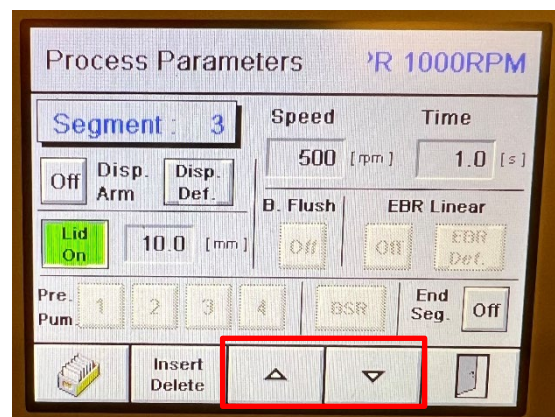 Process Parameters 'R 1000RPM
Segment : 3
Speed Time
500 [rpm] 1.0 [s]
Off Disp. Arm Disp. Def.
B. Flush EBR Linear
Lid On 10.0 [mm] Off Off EBR Def.
Pre. Pum 1 2 3 4 BSR End Seg. Off
Insert Delete